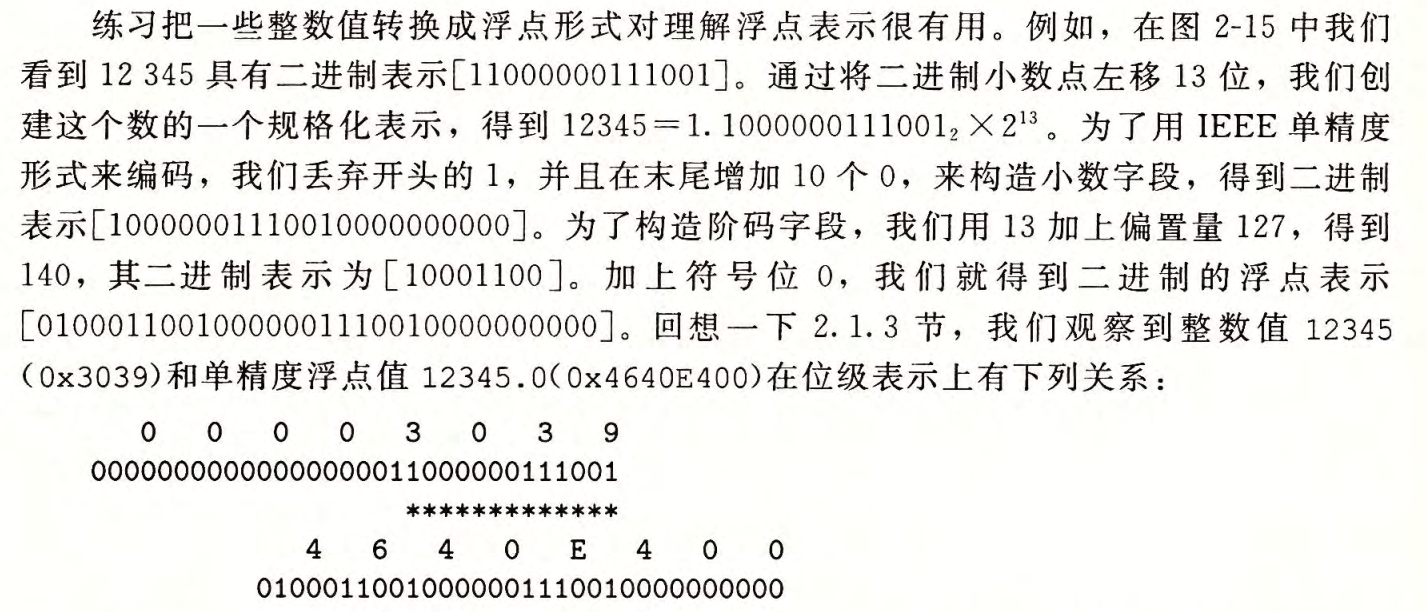 练习把一些整数值转换成浮点形式对理解浮点表示很有用。例如，在图 2-15 中我们
看到 12 345 具有二进制表示[11000000111001]。通过将二进制小数点左移 13 位，我们创
建这个数的一个规格化表示，得到 12345＝1.1000000111001₂×2¹³。为了用 IEEE 单精度
形式来编码，我们丢弃开头的 1，并且在末尾增加 10 个 0，来构造小数字段，得到二进制
表示[10000001110010000000000]。为了构造阶码字段，我们用 13 加上偏置量 127，得到
140，其二进制表示为[10001100]。加上符号位 0，我们就得到二进制的浮点表示
[01000110010000001110010000000000]。回想一下 2.1.3 节，我们观察到整数值 12345
(0x3039)和单精度浮点值 12345.0(0x4640E400)在位级表示上有下列关系：
0 0 0 0 3 0 3 9
00000000000000000011000000111001
*************
4 6 4 0 E 4 0 0
01000110010000001110010000000000